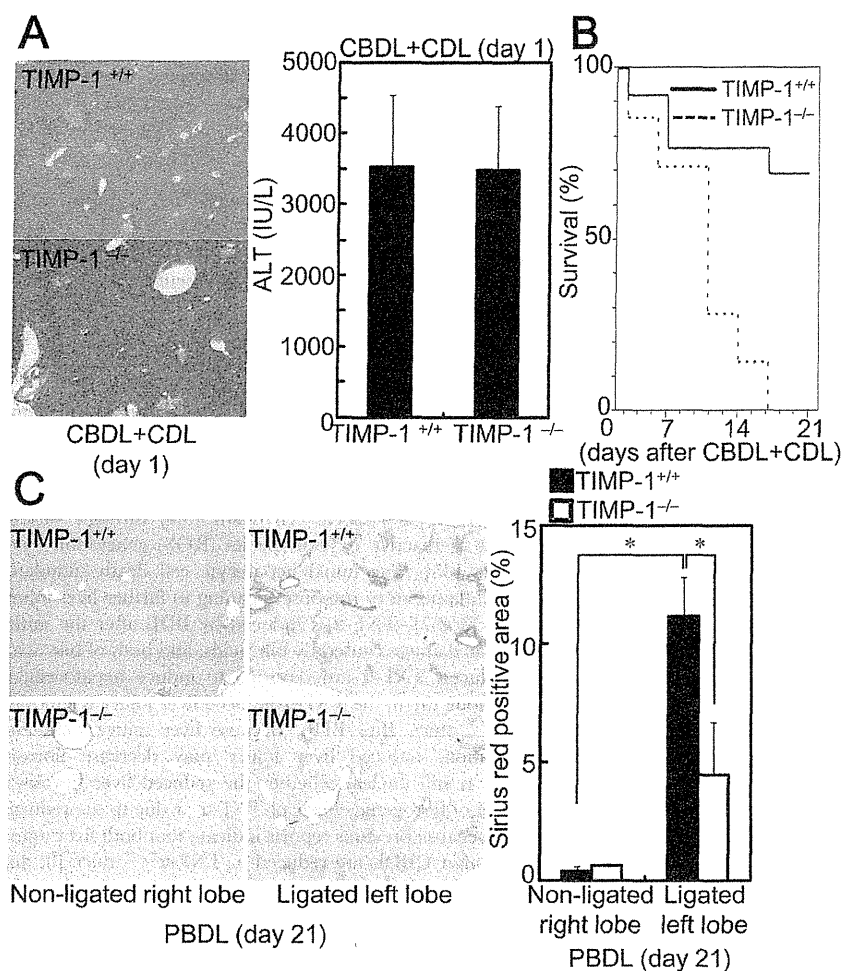 A
TIMP-1 +/+
TIMP-1 –/–
CBDL+CDL
(day 1)
CBDL+CDL (day 1)
ALT (IU/L)
5000
4000
3000
2000
1000
0
TIMP-1 +/+ TIMP-1 –/–
B
Survival (%)
100
50
0
TIMP-1+/+
TIMP-1–/–
0 7 14 21
(days after CBDL+CDL)
C
TIMP-1+/+
TIMP-1+/+
TIMP-1–/–
TIMP-1–/–
Non-ligated right lobe
Ligated left lobe
PBDL (day 21)
TIMP-1+/+
TIMP-1–/–
Sirius red positive area (%)
15
10
5
0
* *
Non-ligated right lobe
Ligated left lobe
PBDL (day 21)